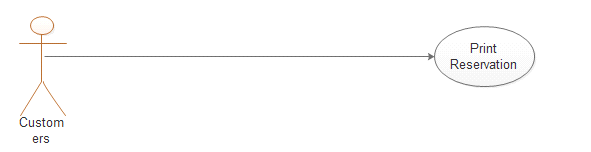 Print
Reservation
Custom
ers